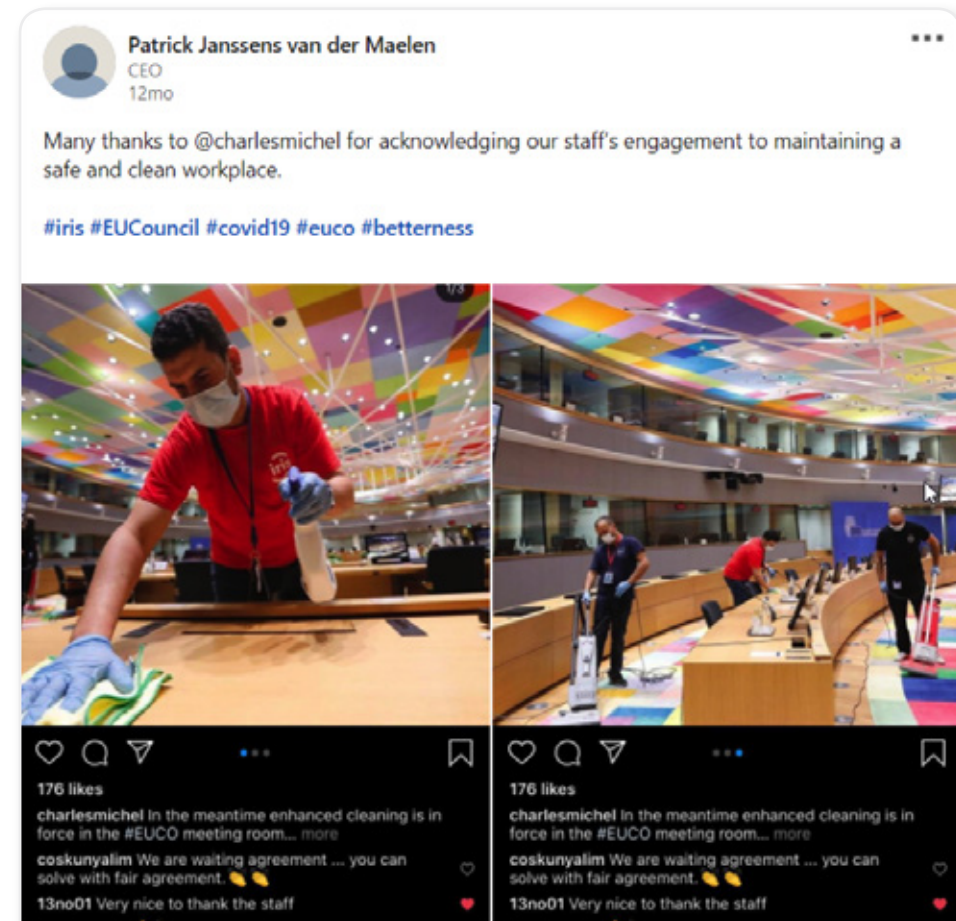 Patrick Janssens van der Maelen
CEO
12mo
Many thanks to @charlesmichel for acknowledging our staff's engagement to maintaining a
safe and clean workplace.
#iris #EUCouncil #covid19 #euco #betterness
1/3
iris
176 likes
charlesmichel In the meantime enhanced cleaning is in
force in the #EUCO meeting room... more
coskunyalim We are waiting agreement ... you can
solve with fair agreement. 👏 👏
13no01 Very nice to thank the staff
176 likes
charlesmichel In the meantime enhanced cleaning is in
force in the #EUCO meeting room... more
coskunyalim We are waiting agreement ... you can
solve with fair agreement. 👏 👏
13no01 Very nice to thank the staff